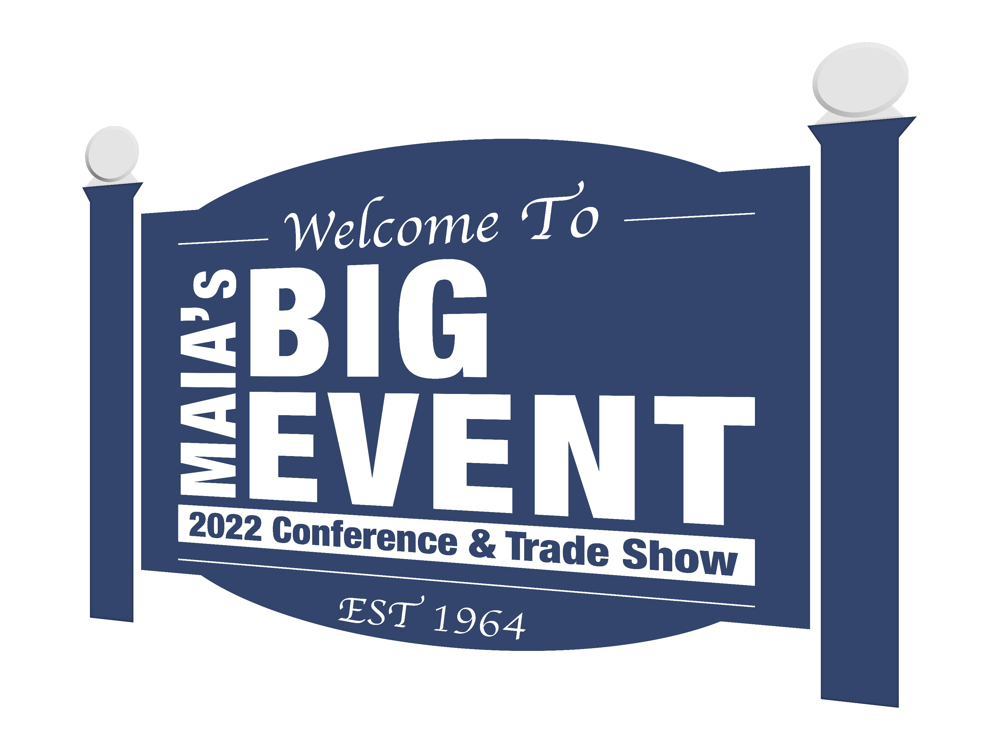 Welcome To
MAIA's
BIG
EVENT
2022 Conference & Trade Show
EST 1964